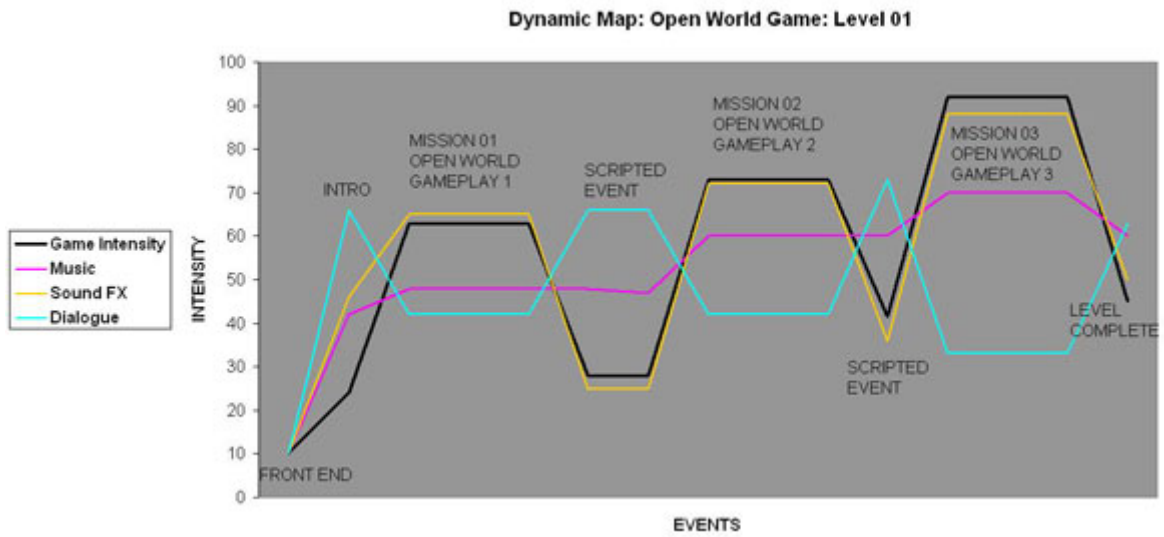 Dynamic Map: Open World Game: Level 01
100
90
80
70
60
50
40
30
20
10
0
INTENSITY
EVENTS
Game Intensity
Music
Sound FX
Dialogue
FRONT END
INTRO
MISSION 01
OPEN WORLD
GAMEPLAY 1
SCRIPTED
EVENT
MISSION 02
OPEN WORLD
GAMEPLAY 2
SCRIPTED
EVENT
MISSION 03
OPEN WORLD
GAMEPLAY 3
LEVEL
COMPLETE